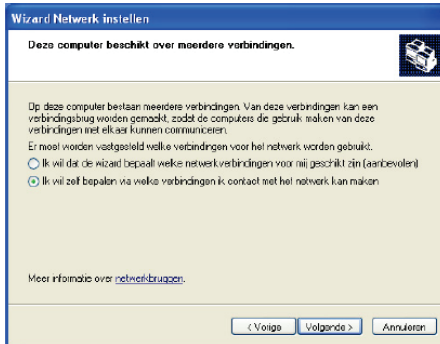 Wizard Netwerk instellen
Deze computer beschikt over meerdere verbindingen.
Op deze computer bestaan meerdere verbindingen. Van deze verbindingen kan een
verbindingsbrug worden gemaakt, zodat de computers die gebruik maken van deze
verbindingen met elkaar kunnen communiceren.
Er moet worden vastgesteld welke verbindingen voor het netwerk worden gebruikt.
Ik wil dat de wizard bepaalt welke netwerkverbindingen voor mij geschikt zijn (aanbevolen)
Ik wil zelf bepalen via welke verbindingen ik contact met het netwerk kan maken
Meer informatie over netwerkbruggen.
< Vorige Volgende > Annuleren